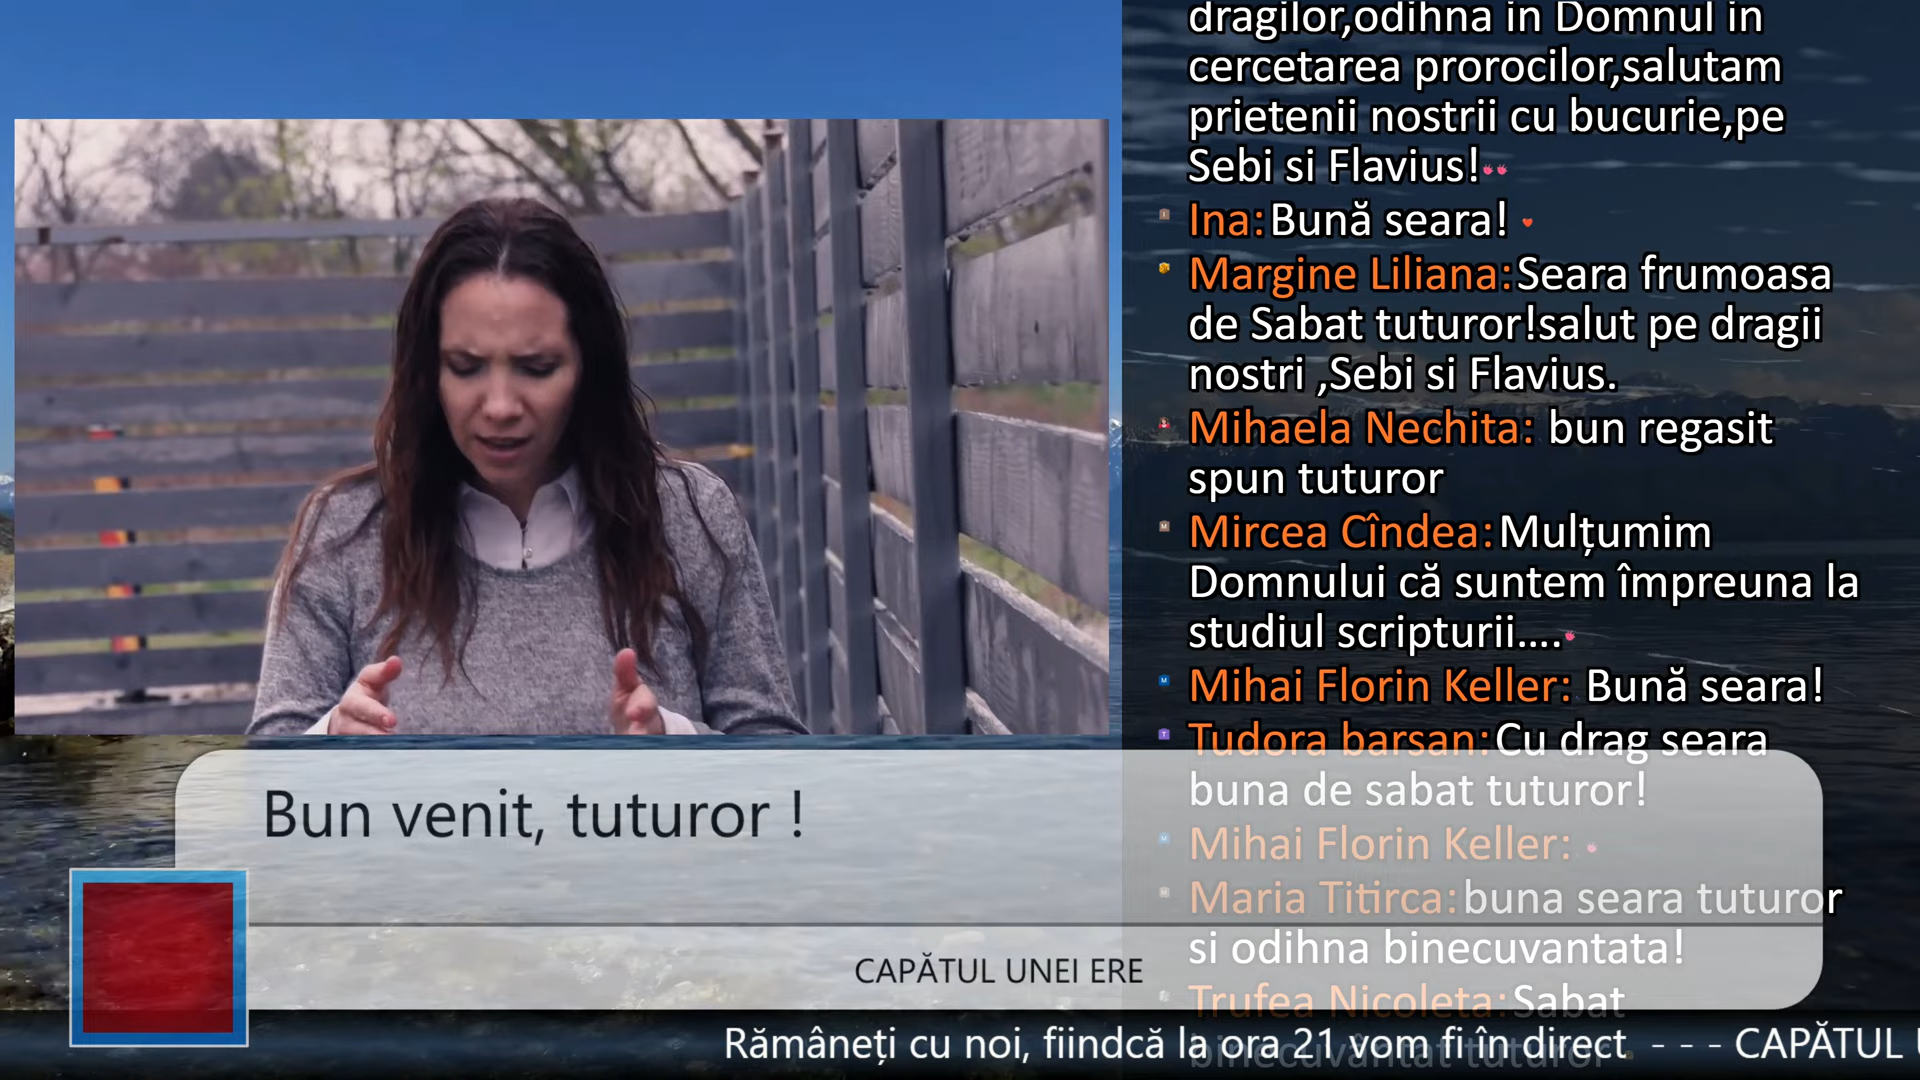 dragilor,odihna in Domnul in
cercetarea prorocilor,salutam
prietenii nostrii cu bucurie,pe
Sebi si Flavius!
Ina: Bună seara!
Margine Liliana: Seara frumoasa
de Sabat tuturor!salut pe dragii
nostri ,Sebi si Flavius.
Mihaela Nechita: bun regasit
spun tuturor
Mircea Cîndea: Mulțumim
Domnului că suntem împreuna la
studiul scripturii....
Mihai Florin Keller: Bună seara!
Tudora barsan: Cu drag seara
buna de sabat tuturor!
Mihai Florin Keller:
Maria Titirca: buna seara tuturor
si odihna binecuvantata!
Trufea Nicoleta: Sabat
binecuvântat tuturor
Bun venit, tuturor !
CAPĂTUL UNEI ERE
Rămâneți cu noi, fiindcă la ora 21 vom fi în direct - - - CAPĂTUL